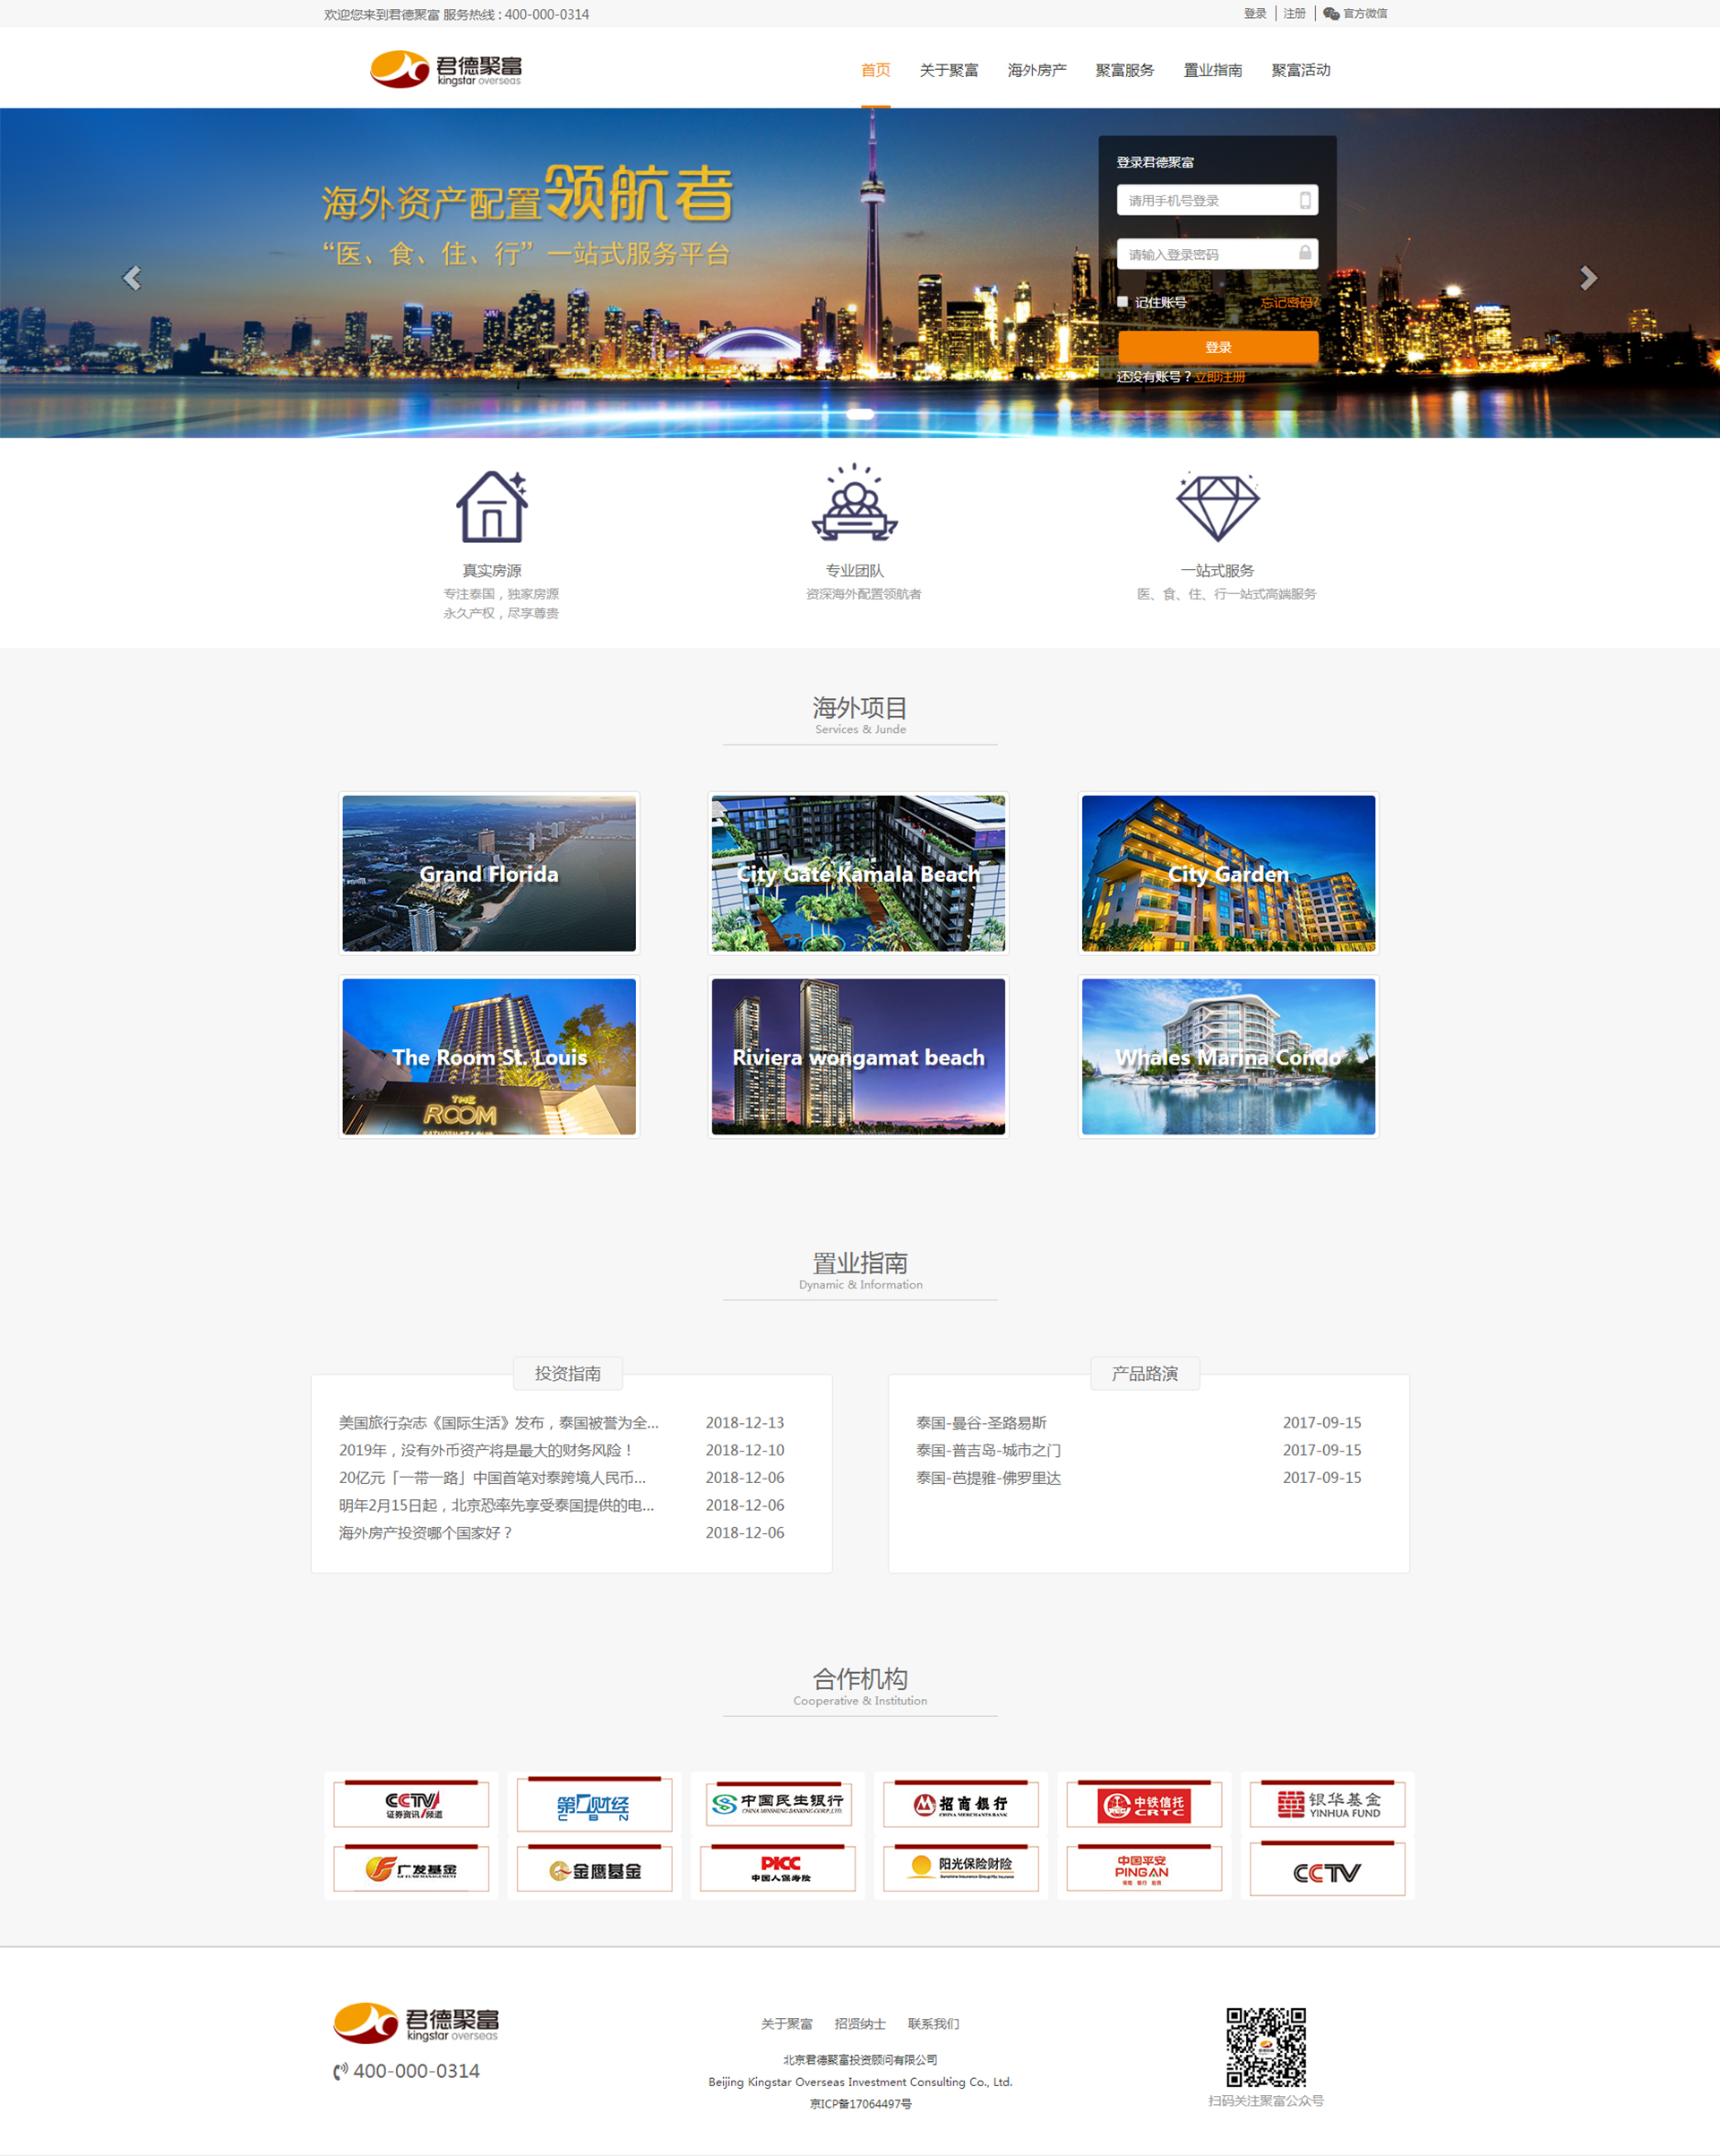 欢迎您来到君德聚富 服务热线 : 400-000-0314
登录 注册 官方微信
君德聚富
kingstar overseas
首页 关于聚富 海外房产 聚富服务 置业指南 聚富活动
海外资产配置领航者
“医、食、住、行”一站式服务平台
登录君德聚富
请用手机号登录
请输入登录密码
记住账号 忘记密码?
登录
还没有账号？立即注册
真实房源
专注泰国，独家房源
永久产权，尽享尊贵
专业团队
资深海外配置领航者
一站式服务
医、食、住、行一站式高端服务
海外项目
Services & Junde
Grand Florida
City Gate Kamala Beach
City Garden
The Room St. Louis
THE
ROOM
Riviera wongamat beach
Whales Marina Condo
置业指南
Dynamic & Information
投资指南
美国旅行杂志《国际生活》发布，泰国被誉为全... 2018-12-13
2019年，没有外币资产将是最大的财务风险！ 2018-12-10
20亿元「一带一路」中国首笔对泰跨境人民币... 2018-12-06
明年2月15日起，北京恐率先享受泰国提供的电... 2018-12-06
海外房产投资哪个国家好？ 2018-12-06
产品路演
泰国-曼谷-圣路易斯 2017-09-15
泰国-普吉岛-城市之门 2017-09-15
泰国-芭提雅-佛罗里达 2017-09-15
合作机构
Cooperative & Institution
CCTV
证券资讯频道
第一财经
CBN
中国民生银行
CHINA MINSHENG BANKING CORP.,LTD.
招商银行
CHINA MERCHANTS BANK
中铁信托
CRTC
银华基金
YINHUA FUND
广发基金
GF FUND MANAGEMENT
金鹰基金
PICC
中国人保寿险
阳光保险财险
中国平安
PING AN
保险 银行 投资
CCTV
君德聚富
kingstar overseas
400-000-0314
关于聚富 招贤纳士 联系我们
北京君德聚富投资顾问有限公司
Beijing Kingstar Overseas Investment Consulting Co., Ltd.
京ICP备17064497号
扫码关注聚富公众号